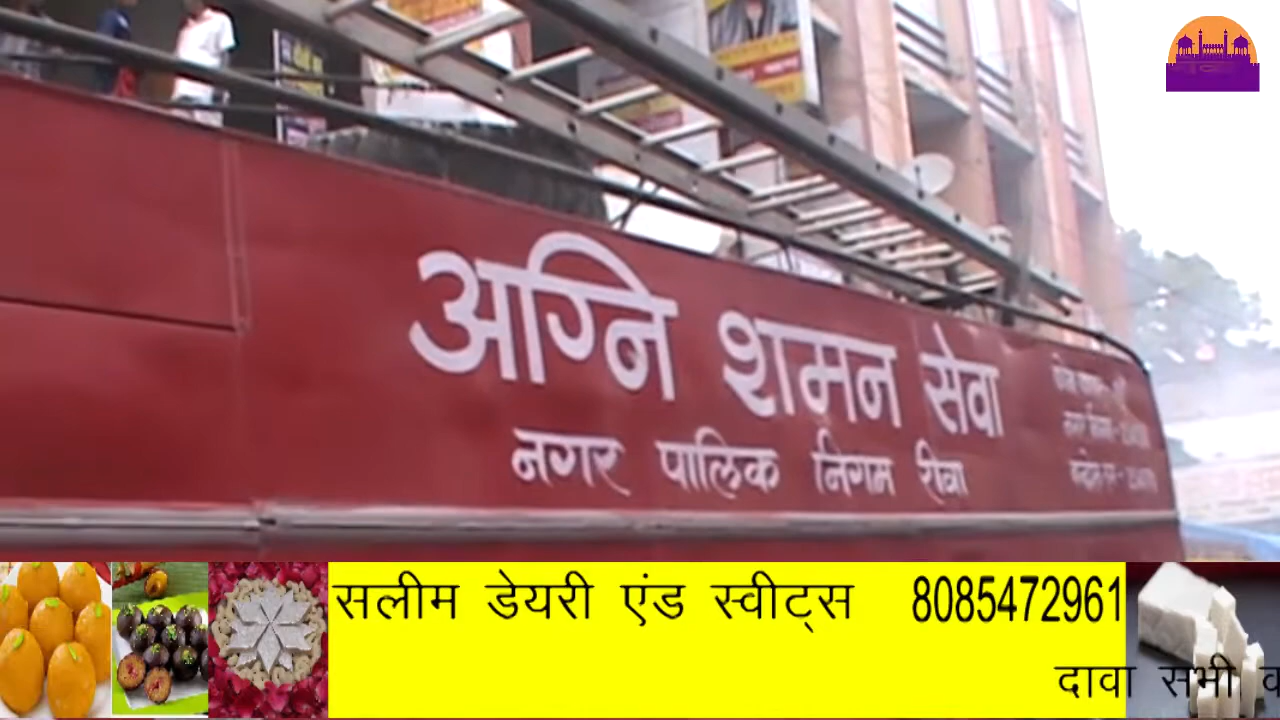 अग्नि शमन सेवा
नगर पालिक निगम रीवा
सलीम डेयरी एंड स्वीट्स 8085472961
दावा सभी